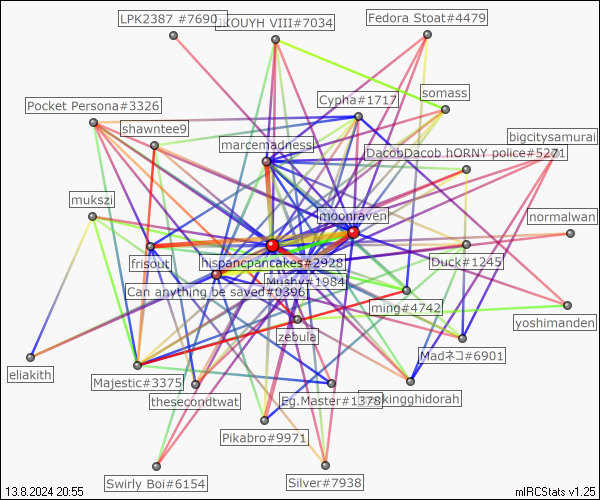 LPK2387 #7690
KOUYH VIII#7034
Fedora Stoat#4479
Pocket Persona#3326
Cypha#1717
somass
shawntee9
marcemadness
bigcitysamurai
DacobDacob hORNY police#5271
mukszi
moonraven
normalwan
frisout
hispancpancakes#2928
Duck#1245
Mushy#1984
Can anything be saved#0396
ming#4742
yoshimanden
zebula
eliakith
Majestic#3375
Madネコ#6901
thesecondtwat
Eg.Master#1378
kingghidorah
Pikabro#9971
Swirly Boi#6154
Silver#7938
13.8.2024 20:55
mIRCStats v1.25